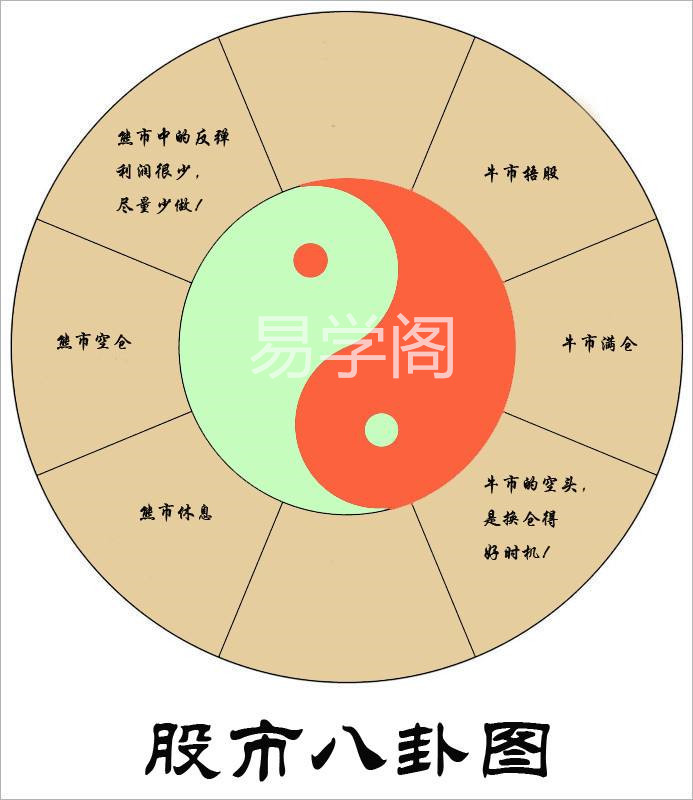 熊市中的反弹
利润很少，
尽量少做！
牛市捂股
熊市空仓
易学阁
牛市满仓
熊市休息
牛市的空头，
是换仓得
好时机！
股市八卦图